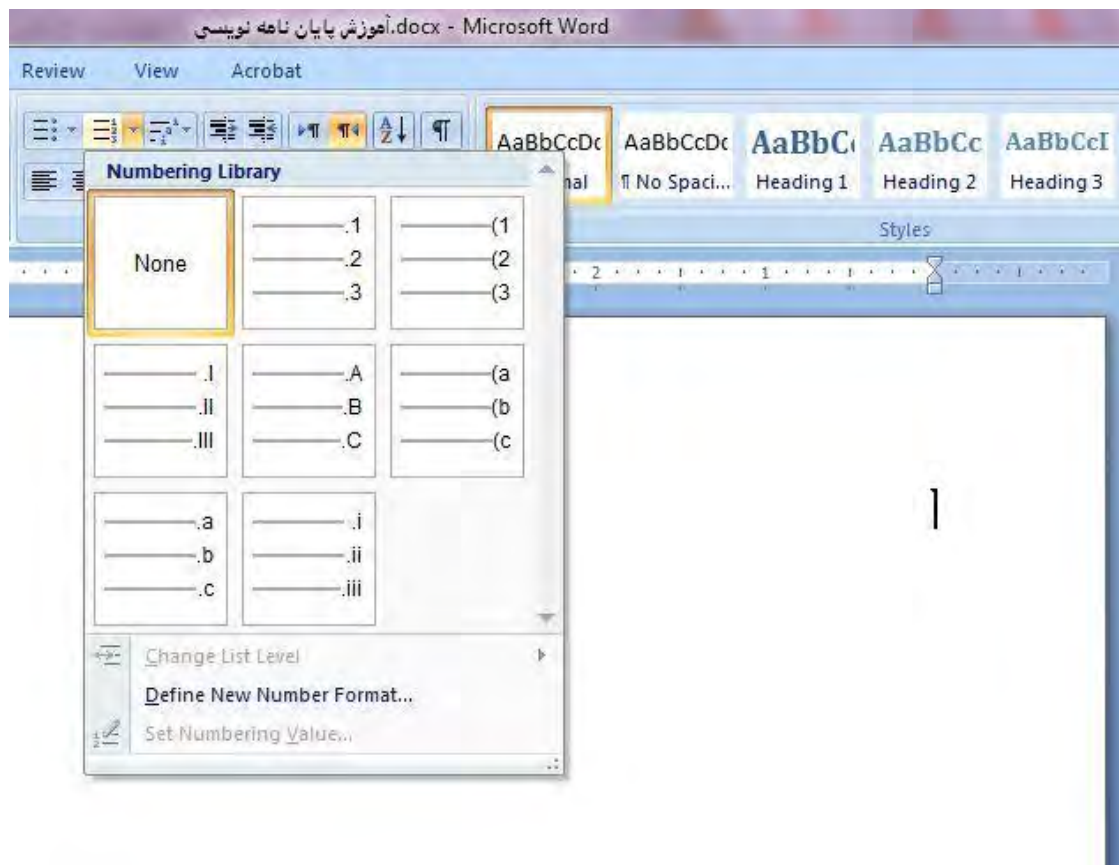 آموزش پایان نامه نویسی.docx - Microsoft Word
Review View Acrobat
AaBbCcDc AaBbCcDc AaBbC AaBbCc AaBbCcI
¶ No Spaci... Heading 1 Heading 2 Heading 3
Styles
Numbering Library
None
.1
.2
.3
(1
(2
(3
.I
.II
.III
.A
.B
.C
(a
(b
(c
.a
.b
.c
.i
.ii
.iii
2 1
Change List Level
Define New Number Format...
Set Numbering Value...